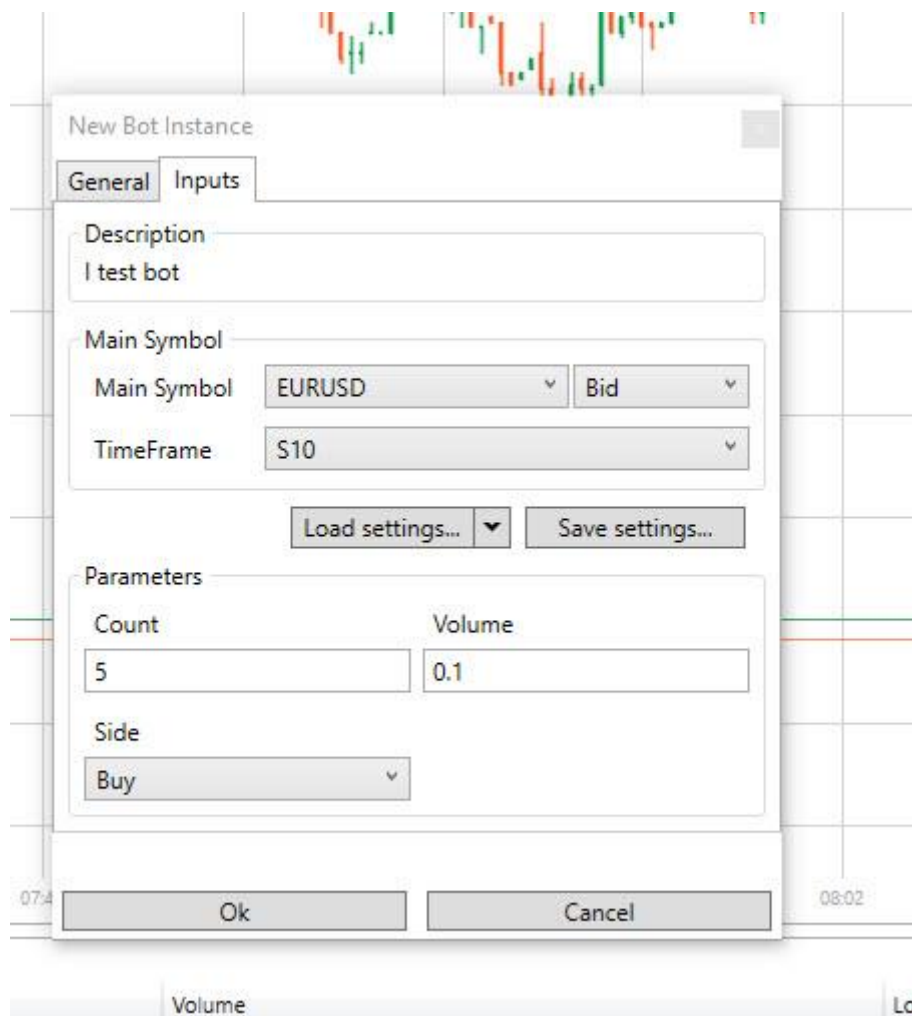 New Bot Instance
General Inputs
Description
I test bot
Main Symbol
Main Symbol EURUSD Bid
TimeFrame S10
Load settings... Save settings...
Parameters
Count Volume
5 0.1
Side
Buy
08:02
Ok Cancel
Volume